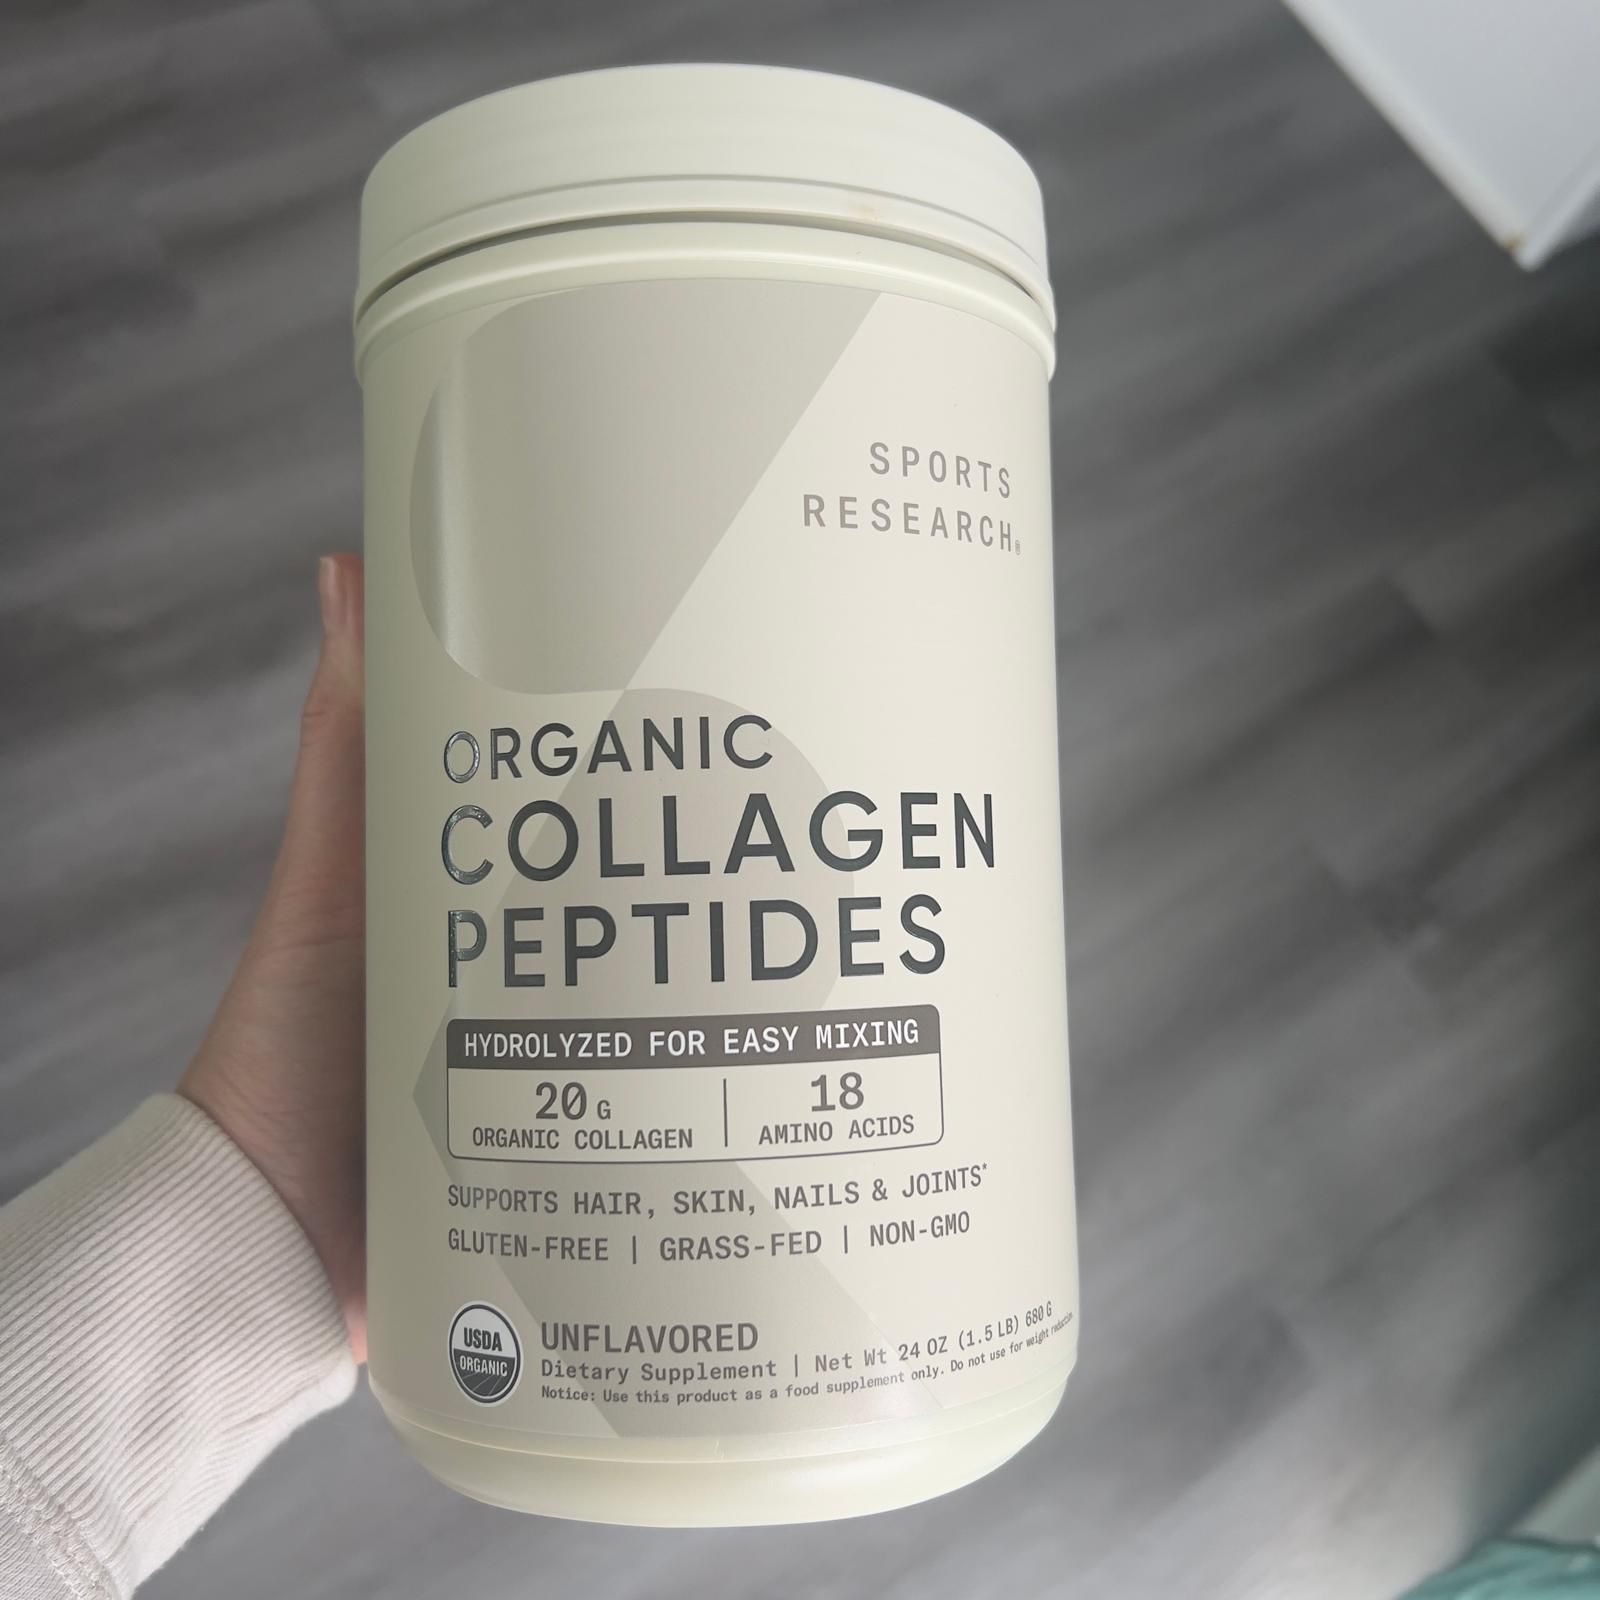 SPORTS
RESEARCH®
ORGANIC
COLLAGEN
PEPTIDES
HYDROLYZED FOR EASY MIXING
20 G
ORGANIC COLLAGEN
18
AMINO ACIDS
SUPPORTS HAIR, SKIN, NAILS & JOINTS*
GLUTEN-FREE | GRASS-FED | NON-GMO
USDA
ORGANIC
UNFLAVORED
Dietary Supplement | Net Wt 24 OZ (1.5 LB) 680 G
Notice: Use this product as a food supplement only. Do not use for weight reduction.